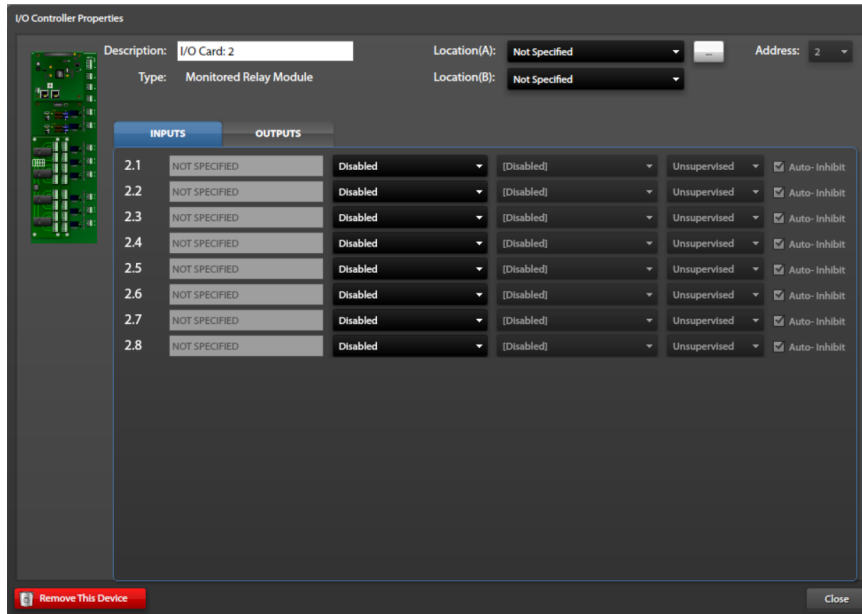 I/O Controller Properties
Description: I/O Card: 2 Location(A): Not Specified ... Address: 2
Type: Monitored Relay Module Location(B): Not Specified
INPUTS OUTPUTS
2.1 NOT SPECIFIED Disabled [Disabled] Unsupervised Auto- Inhibit
2.2 NOT SPECIFIED Disabled [Disabled] Unsupervised Auto- Inhibit
2.3 NOT SPECIFIED Disabled [Disabled] Unsupervised Auto- Inhibit
2.4 NOT SPECIFIED Disabled [Disabled] Unsupervised Auto- Inhibit
2.5 NOT SPECIFIED Disabled [Disabled] Unsupervised Auto- Inhibit
2.6 NOT SPECIFIED Disabled [Disabled] Unsupervised Auto- Inhibit
2.7 NOT SPECIFIED Disabled [Disabled] Unsupervised Auto- Inhibit
2.8 NOT SPECIFIED Disabled [Disabled] Unsupervised Auto- Inhibit
Remove This Device Close